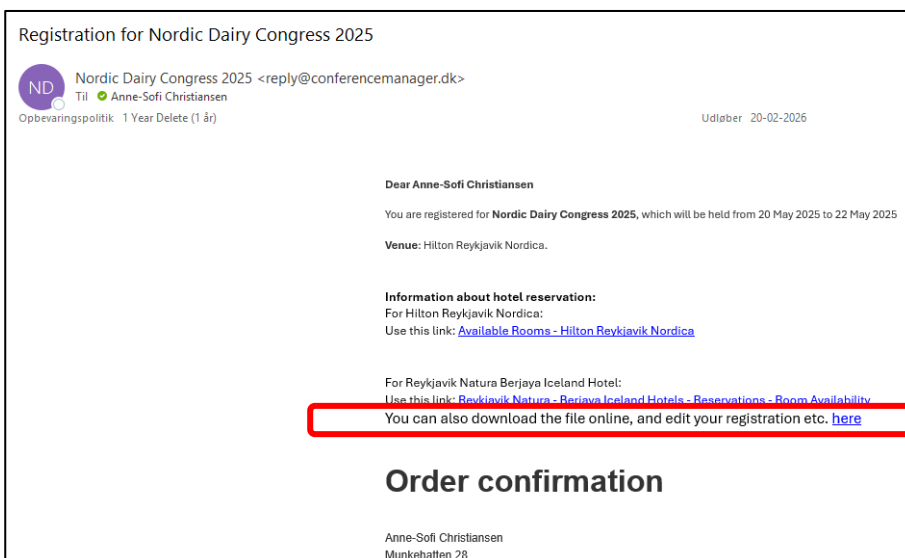 Registration for Nordic Dairy Congress 2025
ND
Nordic Dairy Congress 2025 <reply@conferencemanager.dk>
Til Anne-Sofi Christiansen
Opbevaringspolitik 1 Year Delete (1 år)
Udløber 20-02-2026
Dear Anne-Sofi Christiansen
You are registered for Nordic Dairy Congress 2025, which will be held from 20 May 2025 to 22 May 2025
Venue: Hilton Reykjavik Nordica.
Information about hotel reservation:
For Hilton Reykjavík Nordica:
Use this link: Available Rooms - Hilton Reykjavik Nordica
For Reykjavik Natura Berjaya Iceland Hotel:
Use this link: Reykjavik Natura - Berjaya Iceland Hotels - Reservations - Room Availability
You can also download the file online, and edit your registration etc. here
Order confirmation
Anne-Sofi Christiansen
Munkehatten 28